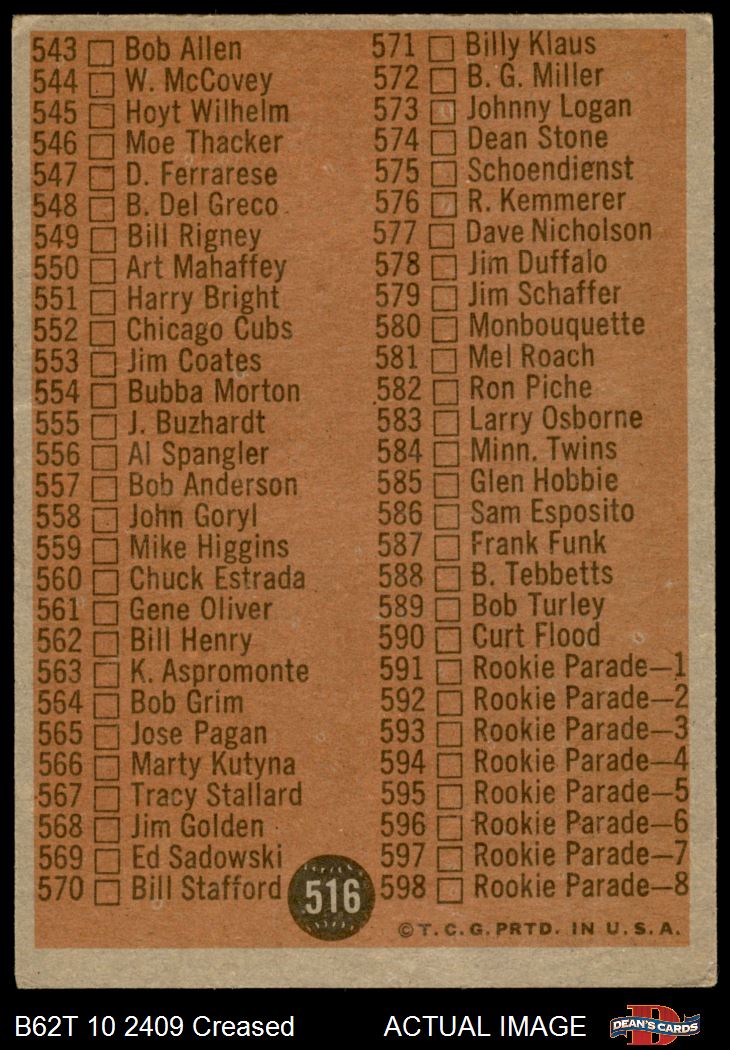 543 Bob Allen
544 W. McCovey
545 Hoyt Wilhelm
546 Moe Thacker
547 D. Ferrarese
548 B. Del Greco
549 Bill Rigney
550 Art Mahaffey
551 Harry Bright
552 Chicago Cubs
553 Jim Coates
554 Bubba Morton
555 J. Buzhardt
556 Al Spangler
557 Bob Anderson
558 John Goryl
559 Mike Higgins
560 Chuck Estrada
561 Gene Oliver
562 Bill Henry
563 K. Aspromonte
564 Bob Grim
565 Jose Pagan
566 Marty Kutyna
567 Tracy Stallard
568 Jim Golden
569 Ed Sadowski
570 Bill Stafford
571 Billy Klaus
572 B. G. Miller
573 Johnny Logan
574 Dean Stone
575 Schoendienst
576 R. Kemmerer
577 Dave Nicholson
578 Jim Duffalo
579 Jim Schaffer
580 Monbouquette
581 Mel Roach
582 Ron Piche
583 Larry Osborne
584 Minn. Twins
585 Glen Hobbie
586 Sam Esposito
587 Frank Funk
588 B. Tebbetts
589 Bob Turley
590 Curt Flood
591 Rookie Parade—1
592 Rookie Parade—2
593 Rookie Parade—3
594 Rookie Parade—4
595 Rookie Parade—5
596 Rookie Parade—6
597 Rookie Parade—7
598 Rookie Parade—8
516
©T.C.G. PRTD. IN U.S.A.
B62T 10 2409 Creased
ACTUAL IMAGE
DEAN'S CARDS